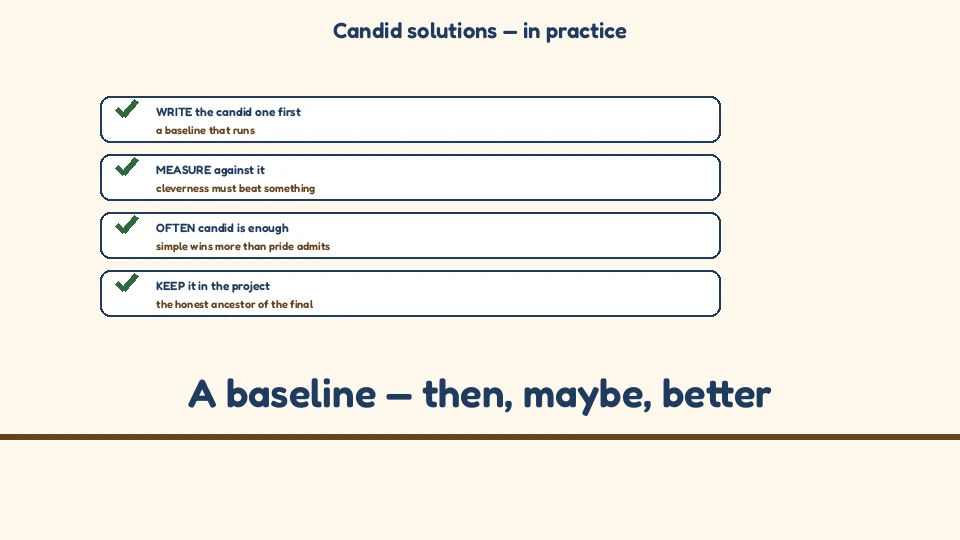 Candid solutions — in practice
WRITE the candid one first
a baseline that runs
MEASURE against it
cleverness must beat something
OFTEN candid is enough
simple wins more than pride admits
KEEP it in the project
the honest ancestor of the final
A baseline — then, maybe, better